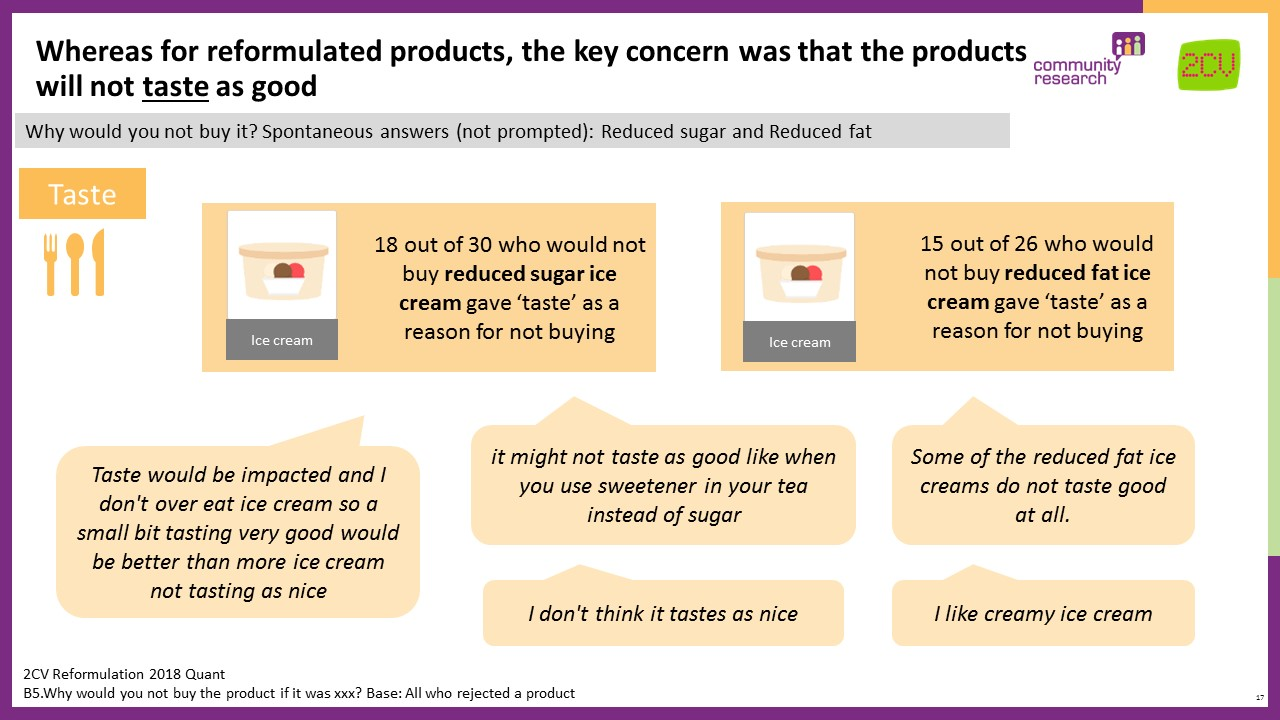 Whereas for reformulated products, the key concern was that the products
will not taste as good
community
research
2CV
Why would you not buy it? Spontaneous answers (not prompted): Reduced sugar and Reduced fat
Taste
Ice cream
18 out of 30 who would not
buy reduced sugar ice
cream gave ‘taste’ as a
reason for not buying
Ice cream
15 out of 26 who would
not buy reduced fat ice
cream gave ‘taste’ as a
reason for not buying
Taste would be impacted and I
don't over eat ice cream so a
small bit tasting very good would
be better than more ice cream
not tasting as nice
it might not taste as good like when
you use sweetener in your tea
instead of sugar
Some of the reduced fat ice
creams do not taste good
at all.
I don't think it tastes as nice
I like creamy ice cream
2CV Reformulation 2018 Quant
B5.Why would you not buy the product if it was xxx? Base: All who rejected a product
17